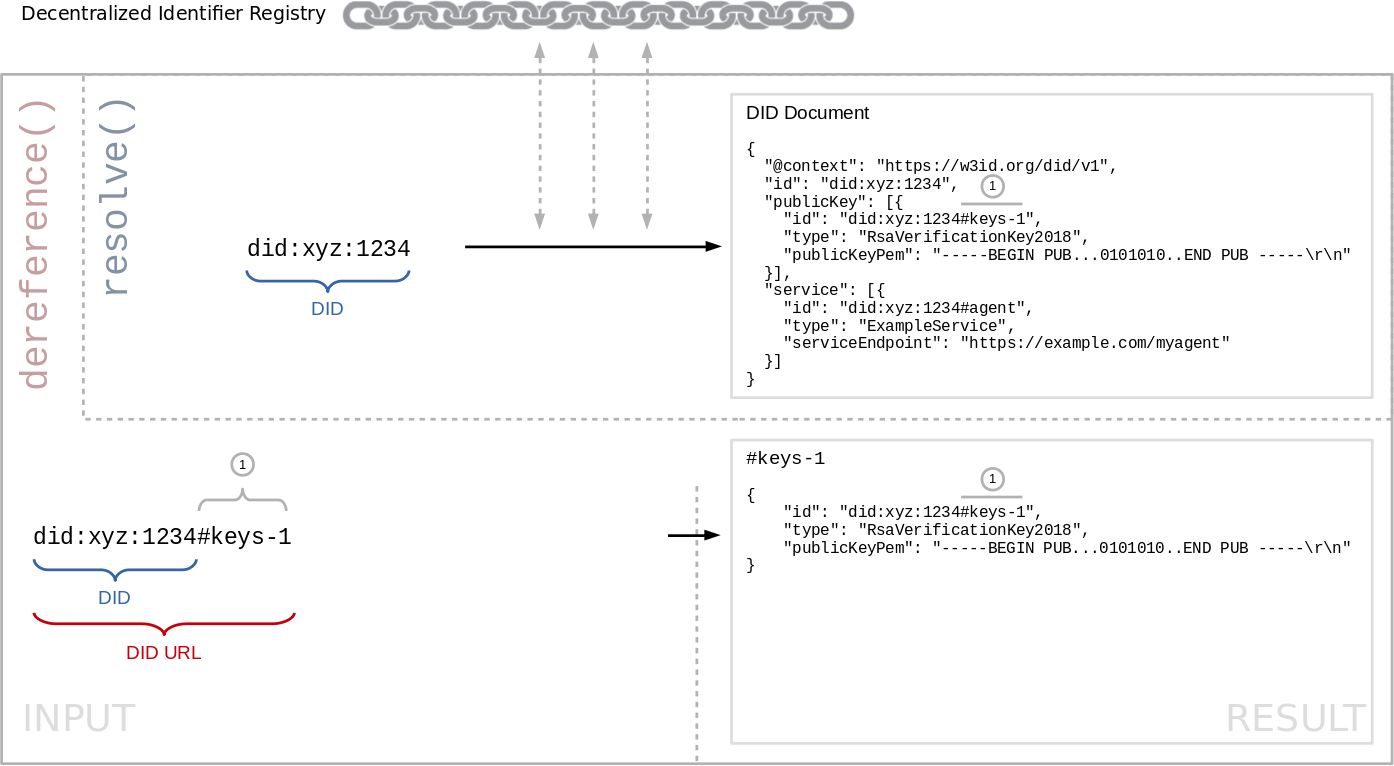 Decentralized Identifier Registry
dereference()
resolve()
did:xyz:1234
DID
DID Document
{
  "@context": "https://w3id.org/did/v1",
  "id": "did:xyz:1234",
1
  "publicKey": [{
    "id": "did:xyz:1234#keys-1",
    "type": "RsaVerificationKey2018",
    "publicKeyPem": "-----BEGIN PUB...0101010..END PUB -----\r\n"
  }],
  "service": [{
    "id": "did:xyz:1234#agent",
    "type": "ExampleService",
    "serviceEndpoint": "https://example.com/myagent"
  }]
}
1
did:xyz:1234#keys-1
DID
DID URL
INPUT
#keys-1
1
{
    "id": "did:xyz:1234#keys-1",
    "type": "RsaVerificationKey2018",
    "publicKeyPem": "-----BEGIN PUB...0101010..END PUB -----\r\n"
}
RESULT